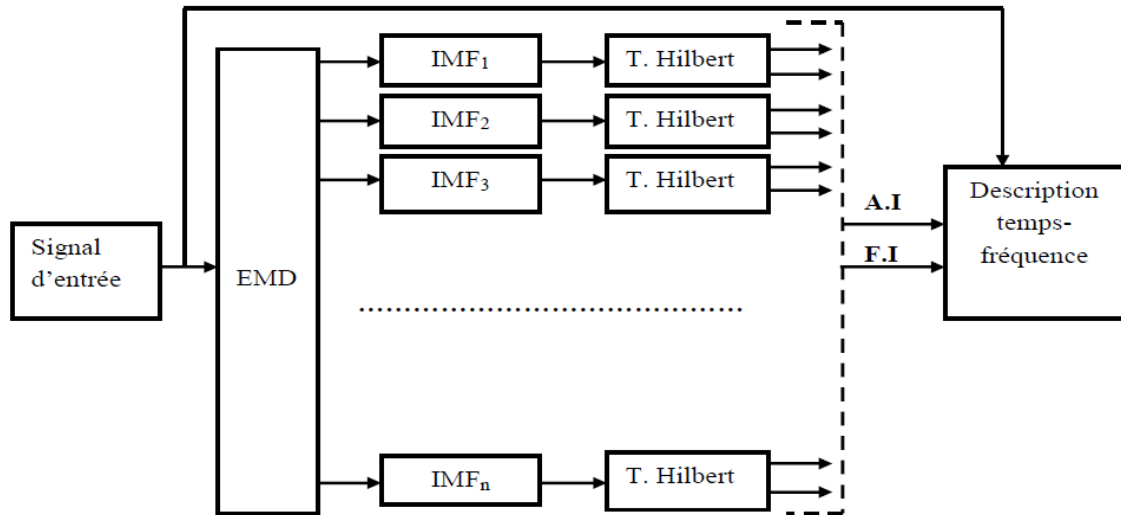 Signal
d'entrée
EMD
IMF₁
T. Hilbert
IMF₂
T. Hilbert
IMF₃
T. Hilbert
.........................................
IMFₙ
T. Hilbert
A.I
F.I
Description
temps-
fréquence